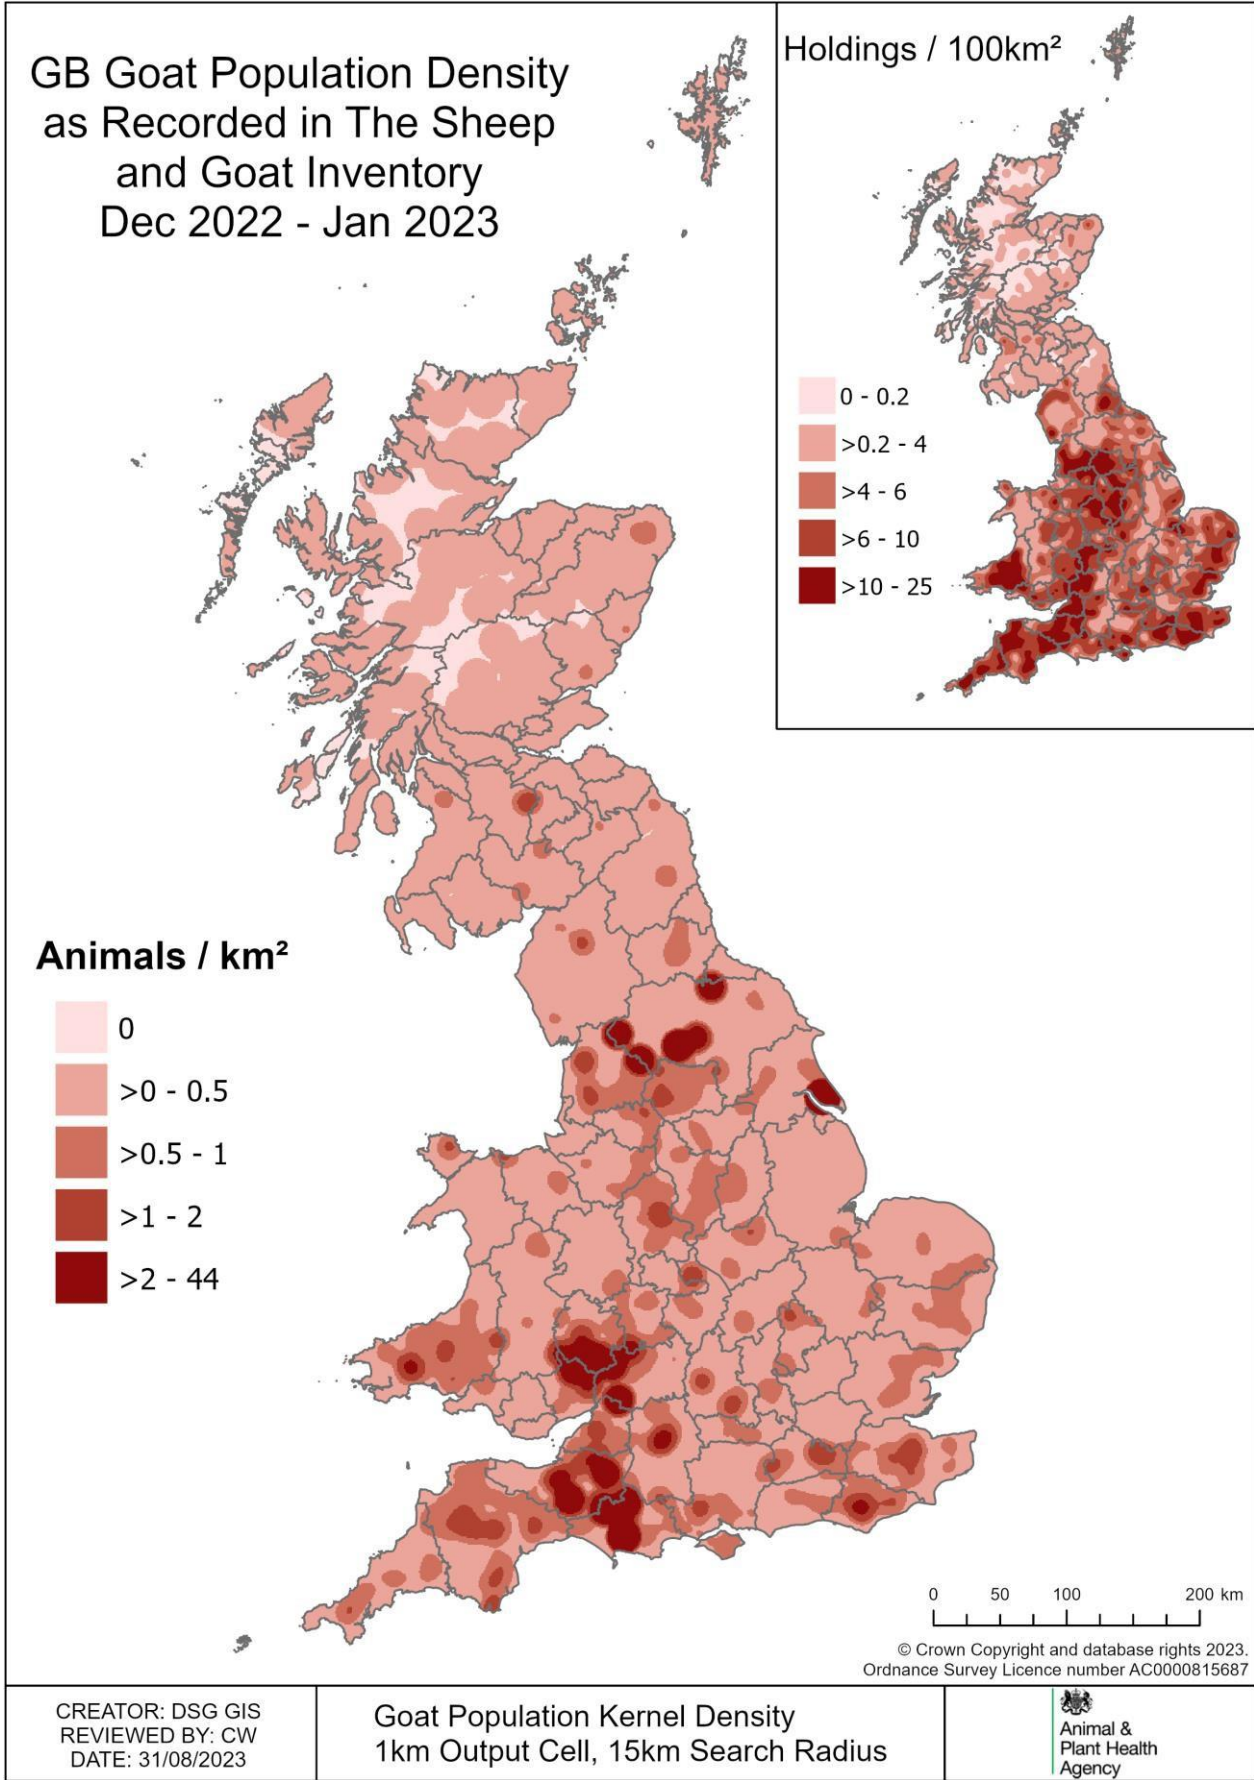 GB Goat Population Density
as Recorded in The Sheep
and Goat Inventory
Dec 2022 - Jan 2023
Holdings / 100km²
0 - 0.2
>0.2 - 4
>4 - 6
>6 - 10
>10 - 25
Animals / km²
0
>0 - 0.5
>0.5 - 1
>1 - 2
>2 - 44
0 50 100 200 km
© Crown Copyright and database rights 2023.
Ordnance Survey Licence number AC0000815687
CREATOR: DSG GIS
REVIEWED BY: CW
DATE: 31/08/2023
Goat Population Kernel Density
1km Output Cell, 15km Search Radius
Animal &
Plant Health
Agency